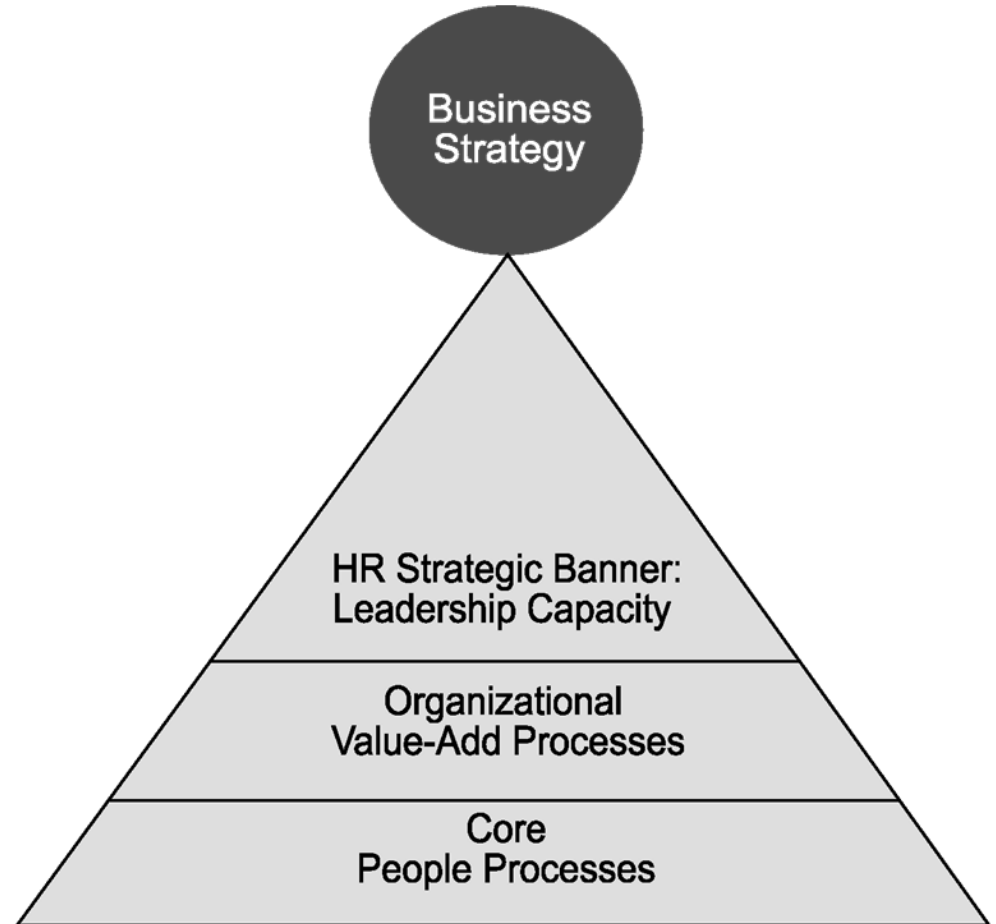 Business
Strategy
HR Strategic Banner:
Leadership Capacity
Organizational
Value-Add Processes
Core
People Processes